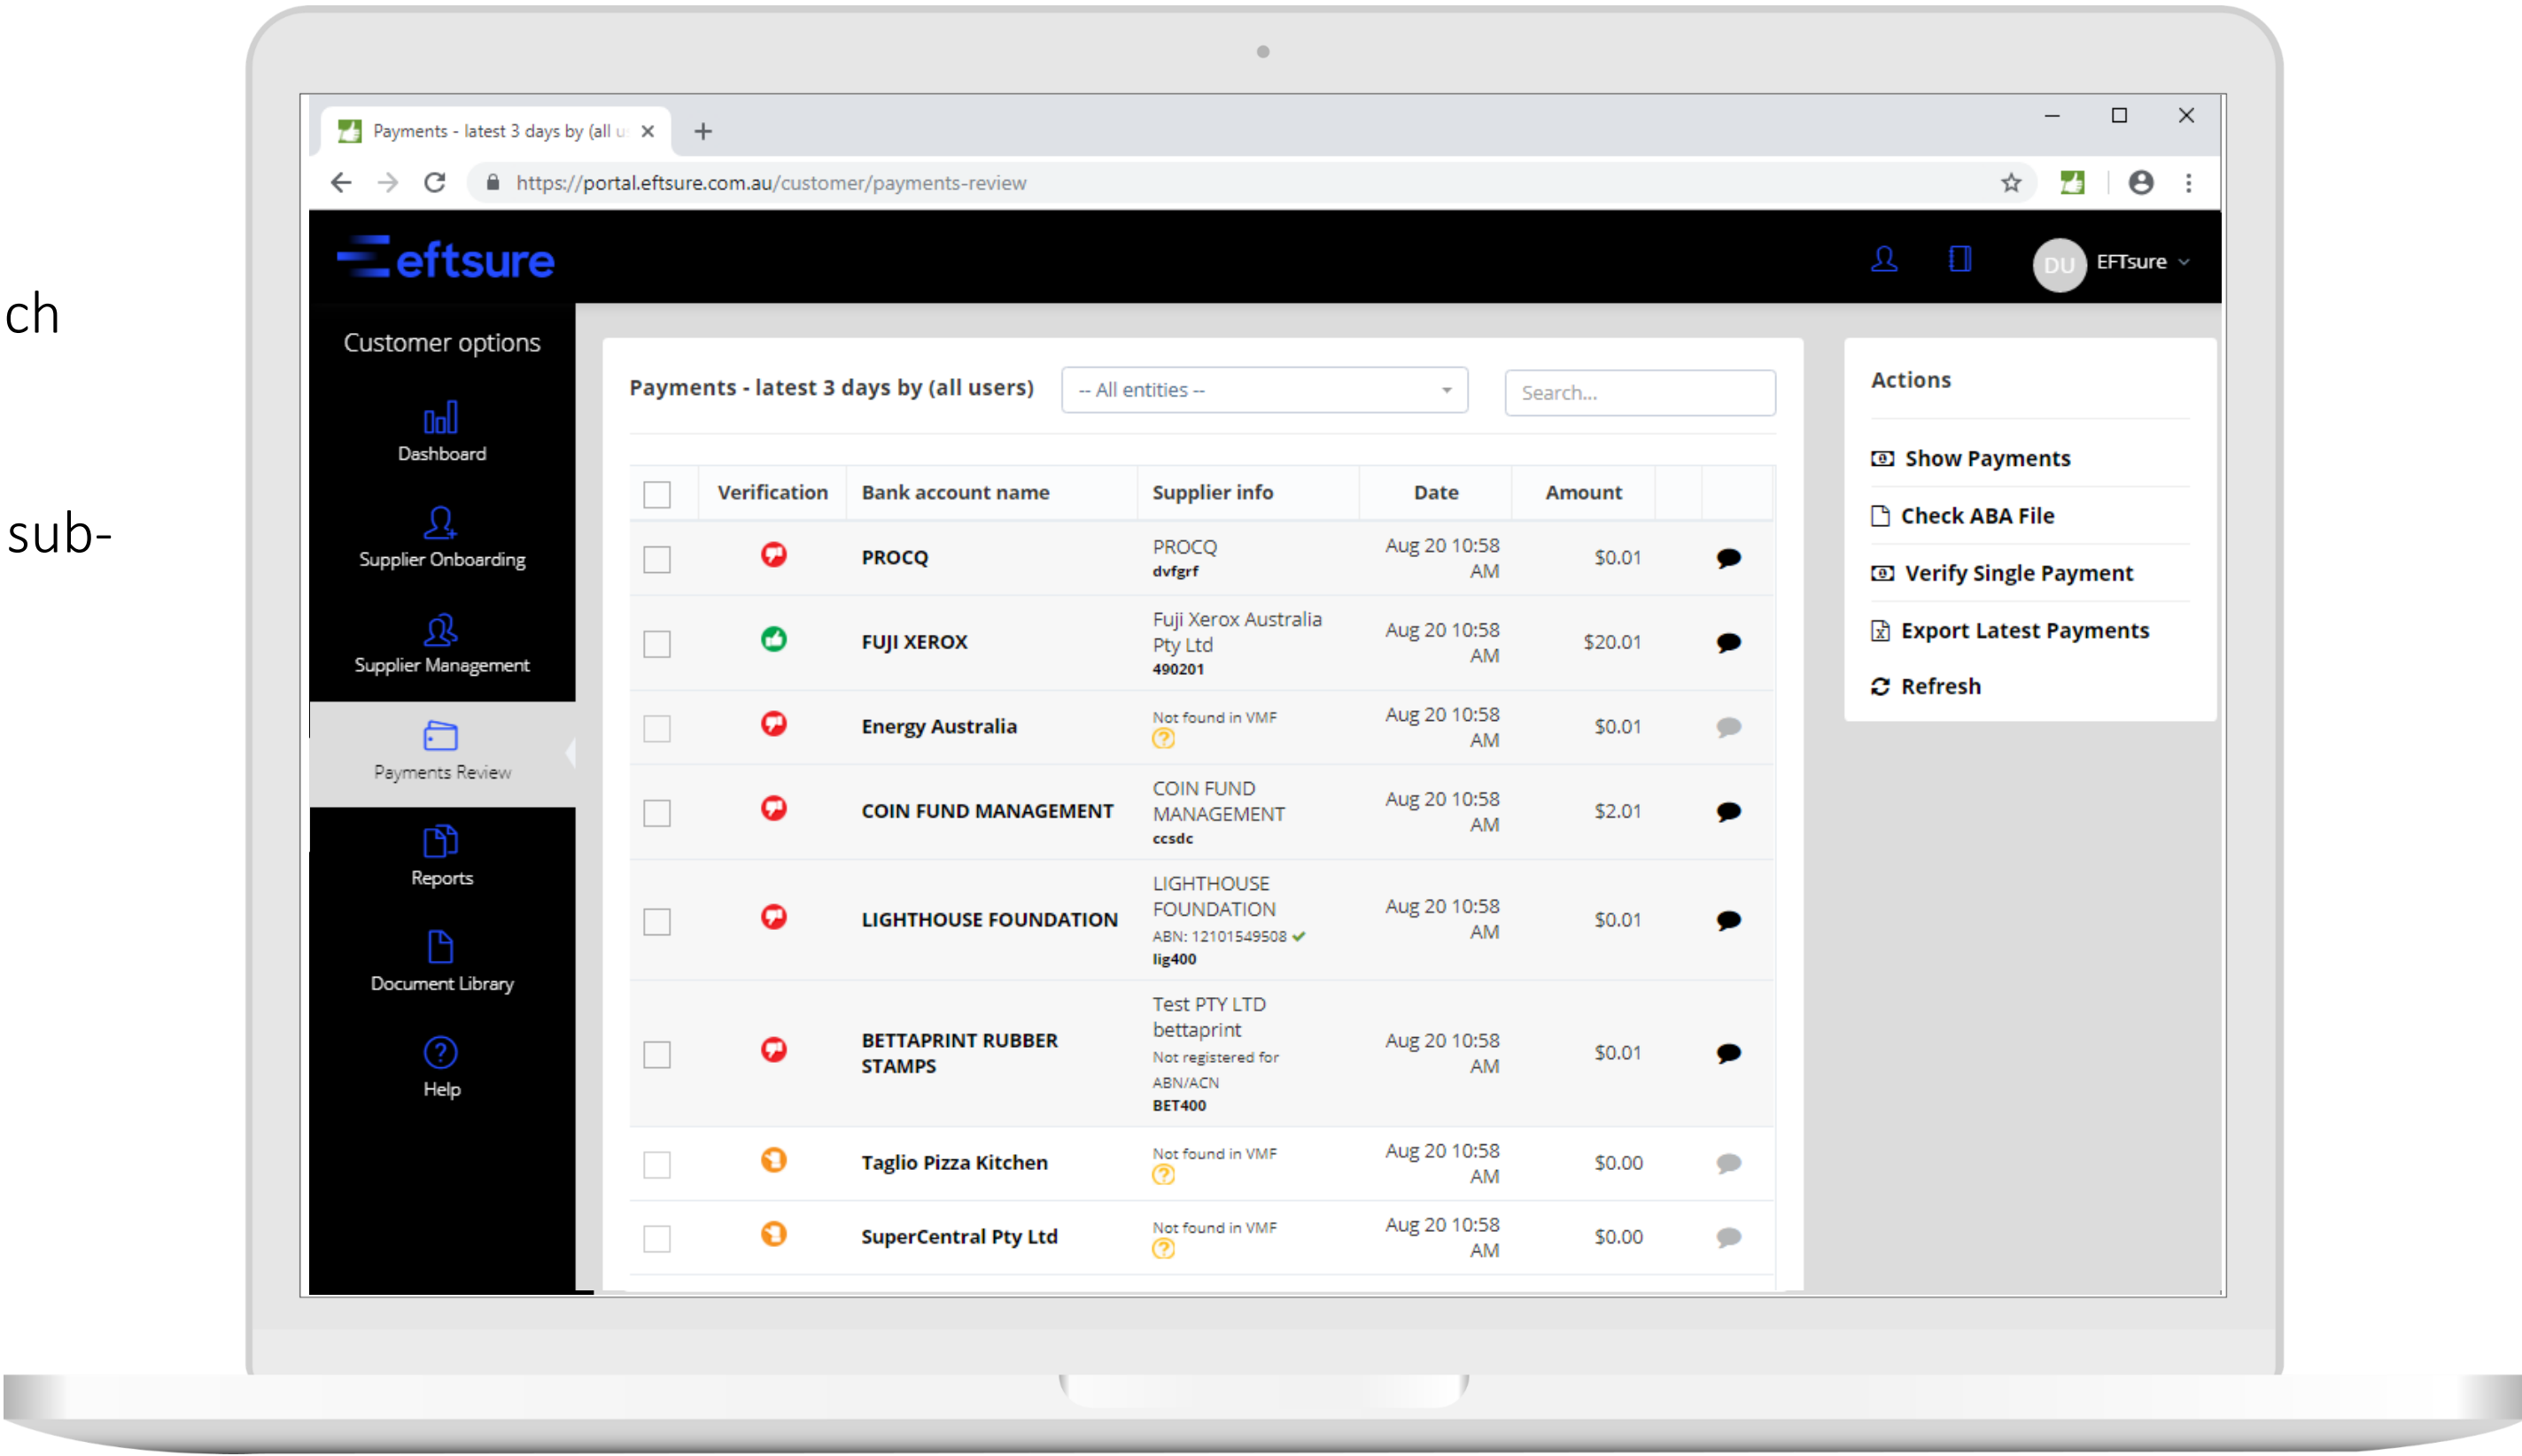 ch
sub-
Payments - latest 3 days by (all u
https://portal.eftsure.com.au/customer/payments-review
eftsure
DU EFTsure
Customer options
Dashboard
Supplier Onboarding
Supplier Management
Payments Review
Reports
Document Library
Help
Payments - latest 3 days by (all users)
-- All entities --
Search...
Verification Bank account name Supplier info Date Amount
PROCQ
PROCQ
dvfgrf
Aug 20 10:58
AM
$0.01
FUJI XEROX
Fuji Xerox Australia
Pty Ltd
490201
Aug 20 10:58
AM
$20.01
Energy Australia
Not found in VMF
Aug 20 10:58
AM
$0.01
COIN FUND MANAGEMENT
COIN FUND
MANAGEMENT
ccsdc
Aug 20 10:58
AM
$2.01
LIGHTHOUSE FOUNDATION
LIGHTHOUSE
FOUNDATION
ABN: 12101549508
lig400
Aug 20 10:58
AM
$0.01
BETTAPRINT RUBBER
STAMPS
Test PTY LTD
bettaprint
Not registered for
ABN/ACN
BET400
Aug 20 10:58
AM
$0.01
Taglio Pizza Kitchen
Not found in VMF
Aug 20 10:58
AM
$0.00
SuperCentral Pty Ltd
Not found in VMF
Aug 20 10:58
AM
$0.00
Actions
Show Payments
Check ABA File
Verify Single Payment
Export Latest Payments
Refresh